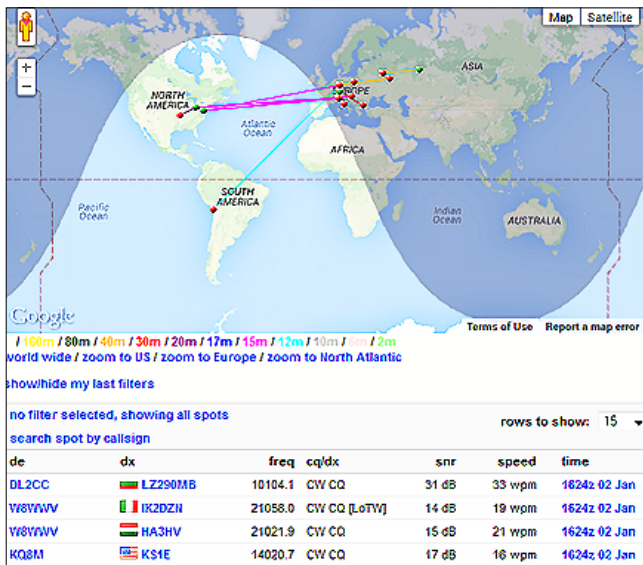 Map Satellite
+
−
ASIA
NORTH
AMERICA
EUROPE
Atlantic
Ocean
AFRICA
SOUTH
AMERICA
Pacific
Ocean
Indian
Ocean
AUSTRALIA
Google
Terms of Use Report a map error
/ 160m / 80m / 40m / 30m / 20m / 17m / 15m / 12m / 10m / 6m / 2m
world wide / zoom to US / zoom to Europe / zoom to North Atlantic
show/hide my last filters
no filter selected, showing all spots
rows to show: 15
search spot by callsign
de dx freq cq/dx snr speed time
DL2CC LZ290MB 10104.1 CW CQ 31 dB 33 wpm 1624z 02 Jan
W8WWV IK2DZN 21058.0 CW CQ [LoTW] 14 dB 19 wpm 1624z 02 Jan
W8WWV HA3HV 21021.9 CW CQ 15 dB 21 wpm 1624z 02 Jan
KQ8M KS1E 14020.7 CW CQ 17 dB 16 wpm 1624z 02 Jan